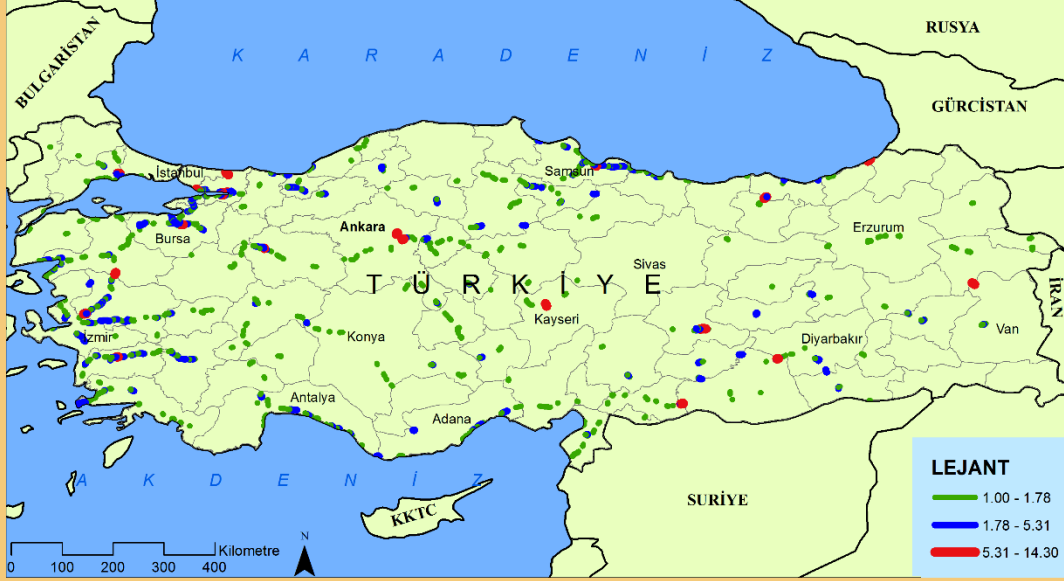 RUSYA
BULGARİSTAN
K A R A D E N İ Z
GÜRCİSTAN
İstanbul
Samsun
Bursa
Ankara
Erzurum
Sivas
T Ü R K İ Y E
İRAN
Kayseri
İzmir
Konya
Diyarbakır
Van
Antalya
Adana
A K D E N İ Z
KKTC
SURİYE
LEJANT
1.00 - 1.78
1.78 - 5.31
5.31 - 14.30
N
Kilometre
0 100 200 300 400